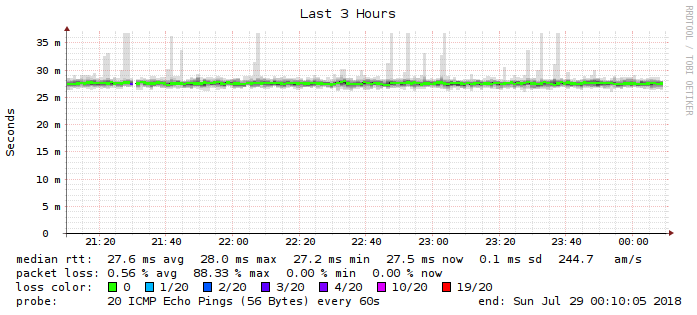 Last 3 Hours
RRDTOOL / TOBI OETIKER
Seconds
35 m
30 m
25 m
20 m
15 m
10 m
5 m
0
21:20 21:40 22:00 22:20 22:40 23:00 23:20 23:40 00:00
median rtt: 27.6 ms avg 28.0 ms max 27.2 ms min 27.5 ms now 0.1 ms sd 244.7 am/s
packet loss: 0.56 % avg 88.33 % max 0.00 % min 0.00 % now
loss color: 0 1/20 2/20 3/20 4/20 10/20 19/20
probe: 20 ICMP Echo Pings (56 Bytes) every 60s end: Sun Jul 29 00:10:05 2018